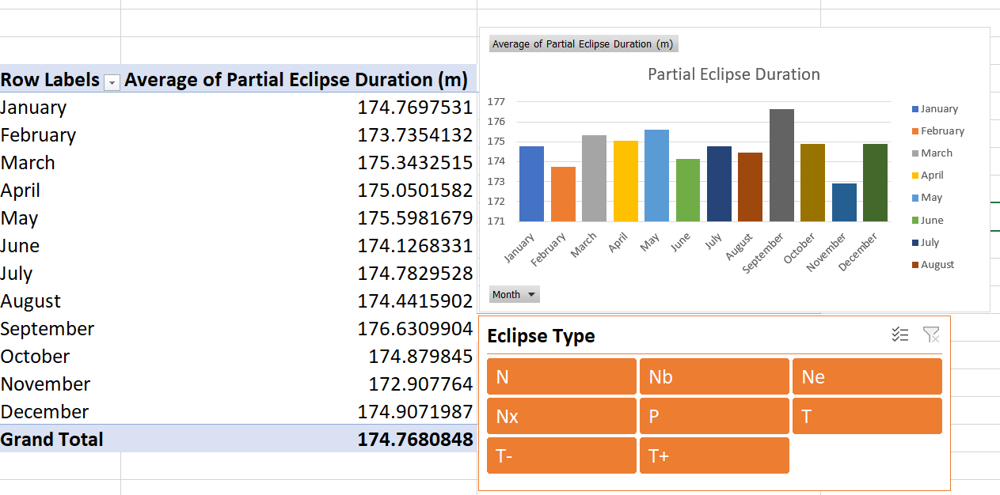 Row Labels Average of Partial Eclipse Duration (m)
January 174.7697531
February 173.7354132
March 175.3432515
April 175.0501582
May 175.5981679
June 174.1268331
July 174.7829528
August 174.4415902
September 176.6309904
October 174.879845
November 172.907764
December 174.9071987
Grand Total 174.7680848
Average of Partial Eclipse Duration (m)
Partial Eclipse Duration
177
176
175
174
173
172
171
January
February
March
April
May
June
July
August
September
October
November
December
January
February
March
April
May
June
July
August
Month
Eclipse Type
N Nb Ne
Nx P T
T- T+